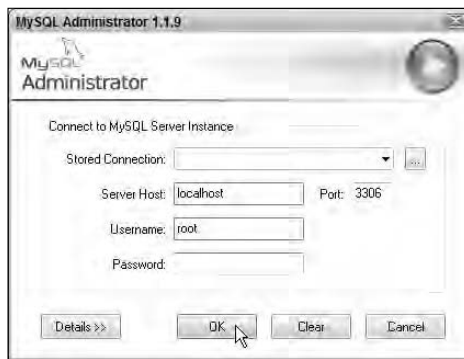 MySQL Administrator 1.1.9
MySQL
Administrator
Connect to MySQL Server Instance
Stored Connection:
...
Server Host: localhost Port: 3306
Username: root
Password:
Details >> OK Clear Cancel